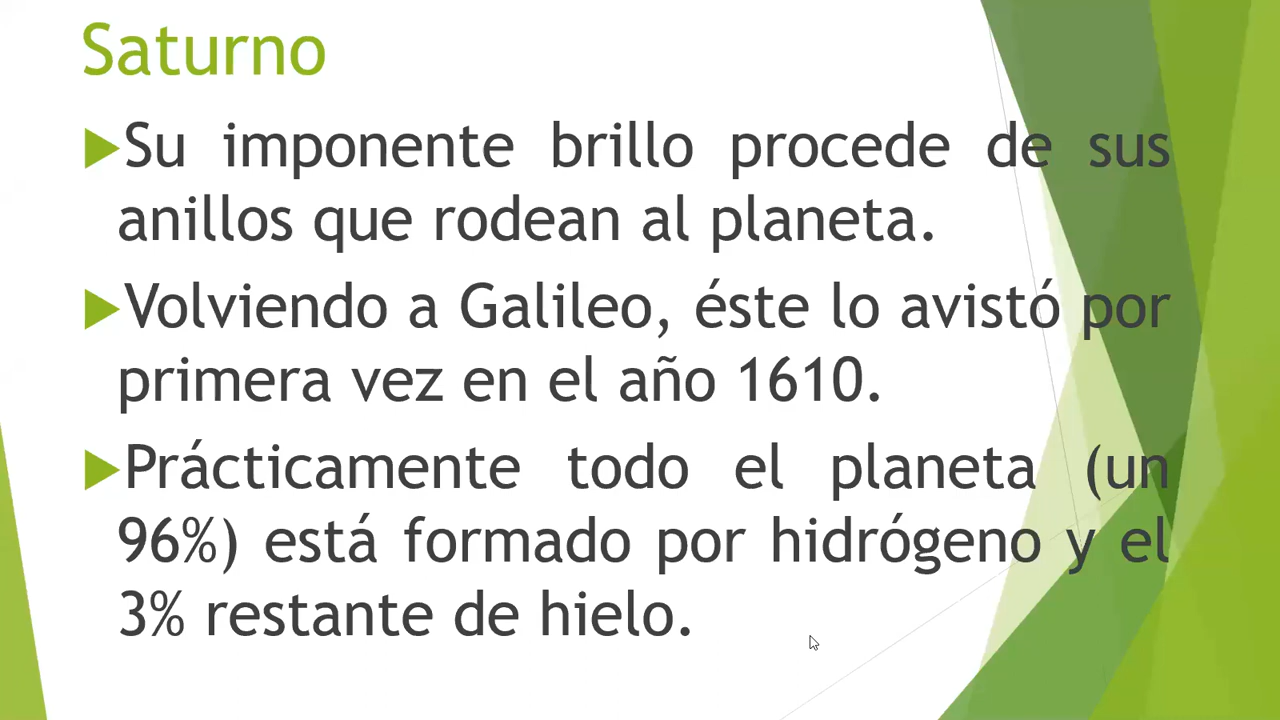 Saturno
Su imponente brillo procede de sus
anillos que rodean al planeta.
Volviendo a Galileo, éste lo avistó por
primera vez en el año 1610.
Prácticamente todo el planeta (un
96%) está formado por hidrógeno y el
3% restante de hielo.